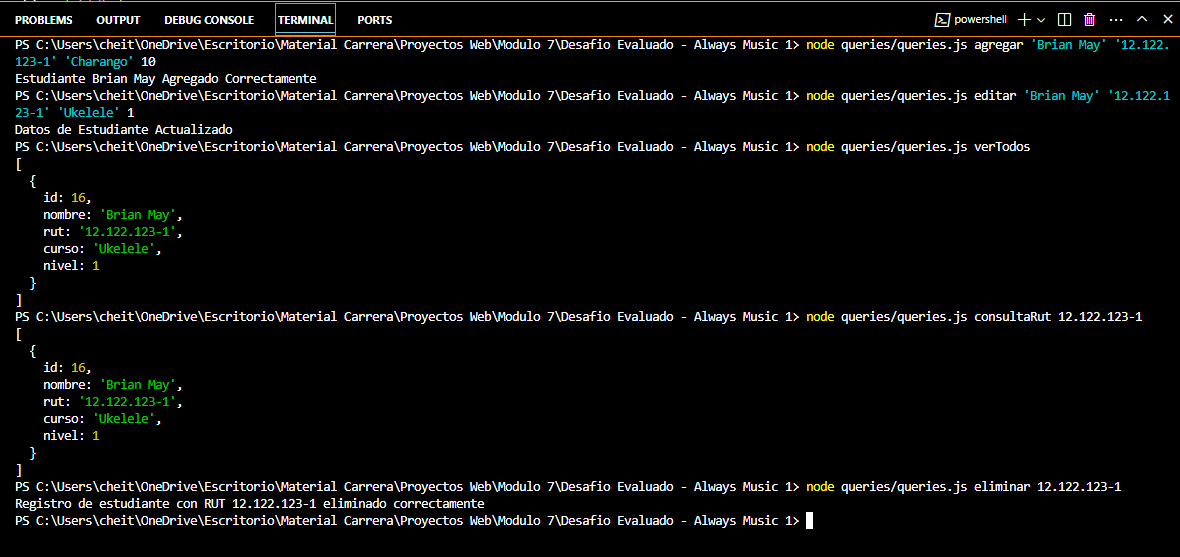 PROBLEMS OUTPUT DEBUG CONSOLE TERMINAL PORTS powershell
PS C:\Users\cheit\OneDrive\Escritorio\Material Carrera\Proyectos Web\Modulo 7\Desafio Evaluado - Always Music 1> node queries/queries.js agregar 'Brian May' '12.122.
123-1' 'Charango' 10
Estudiante Brian May Agregado Correctamente
PS C:\Users\cheit\OneDrive\Escritorio\Material Carrera\Proyectos Web\Modulo 7\Desafio Evaluado - Always Music 1> node queries/queries.js editar 'Brian May' '12.122.1
23-1' 'Ukelele' 1
Datos de Estudiante Actualizado
PS C:\Users\cheit\OneDrive\Escritorio\Material Carrera\Proyectos Web\Modulo 7\Desafio Evaluado - Always Music 1> node queries/queries.js verTodos
[
  {
    id: 16,
    nombre: 'Brian May',
    rut: '12.122.123-1',
    curso: 'Ukelele',
    nivel: 1
  }
]
PS C:\Users\cheit\OneDrive\Escritorio\Material Carrera\Proyectos Web\Modulo 7\Desafio Evaluado - Always Music 1> node queries/queries.js consultaRut 12.122.123-1
[
  {
    id: 16,
    nombre: 'Brian May',
    rut: '12.122.123-1',
    curso: 'Ukelele',
    nivel: 1
  }
]
PS C:\Users\cheit\OneDrive\Escritorio\Material Carrera\Proyectos Web\Modulo 7\Desafio Evaluado - Always Music 1> node queries/queries.js eliminar 12.122.123-1
Registro de estudiante con RUT 12.122.123-1 eliminado correctamente
PS C:\Users\cheit\OneDrive\Escritorio\Material Carrera\Proyectos Web\Modulo 7\Desafio Evaluado - Always Music 1>